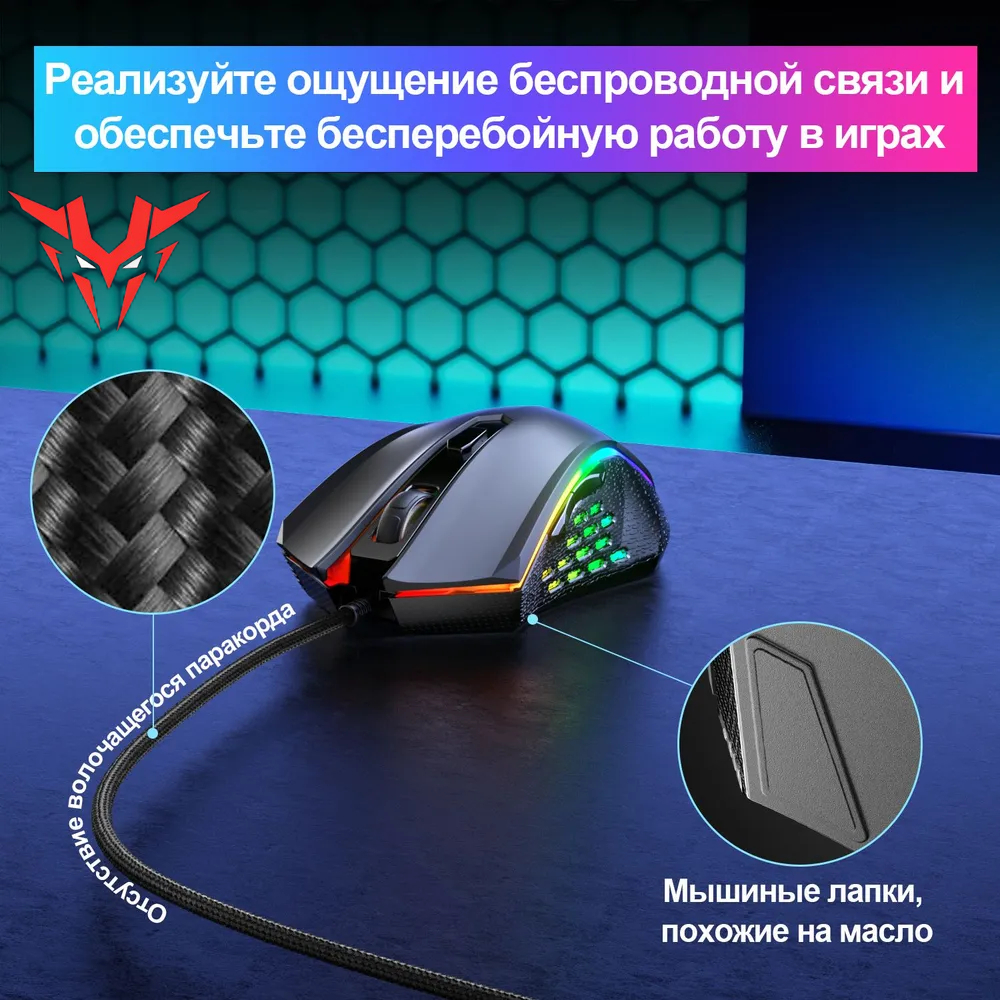 Реализуйте ощущение беспроводной связи и
обеспечьте бесперебойную работу в играх
Отсутствие волочащегося паракорда
Мышиные лапки,
похожие на масло